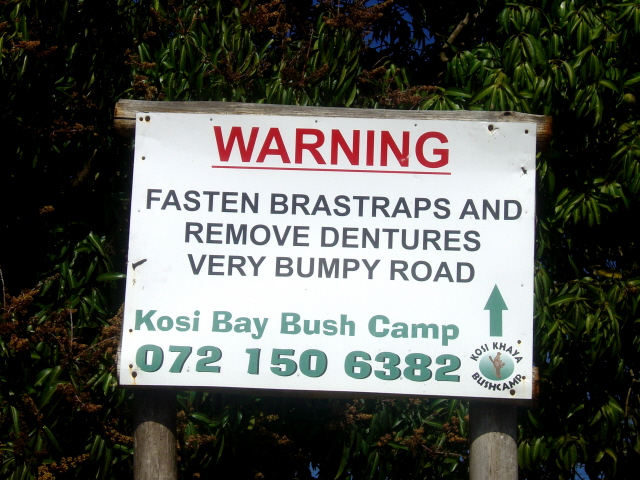 WARNING
FASTEN BRASTRAPS AND
REMOVE DENTURES
VERY BUMPY ROAD
Kosi Bay Bush Camp
072 150 6382
KOSI KHAYA
BUSHCAMP